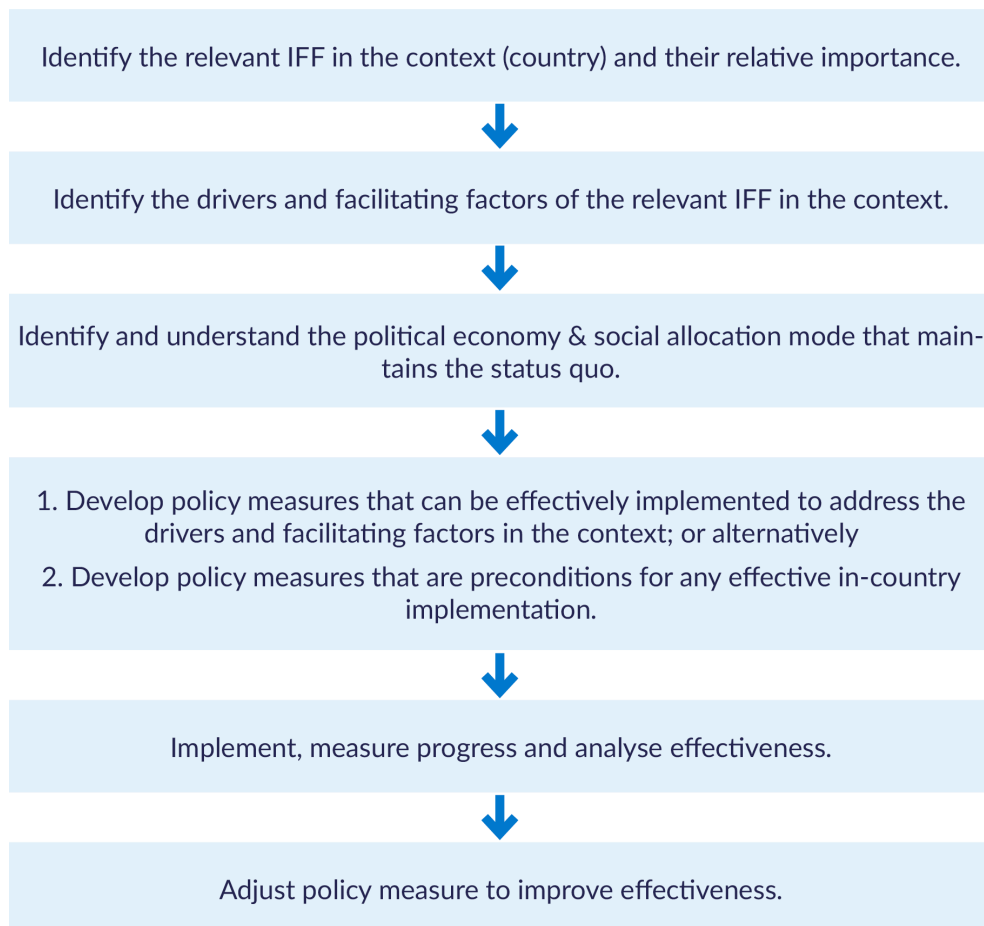 Identify the relevant IFF in the context (country) and their relative importance.
Identify the drivers and facilitating factors of the relevant IFF in the context.
Identify and understand the political economy & social allocation mode that main-
tains the status quo.
1. Develop policy measures that can be effectively implemented to address the
drivers and facilitating factors in the context; or alternatively
2. Develop policy measures that are preconditions for any effective in-country
implementation.
Implement, measure progress and analyse effectiveness.
Adjust policy measure to improve effectiveness.